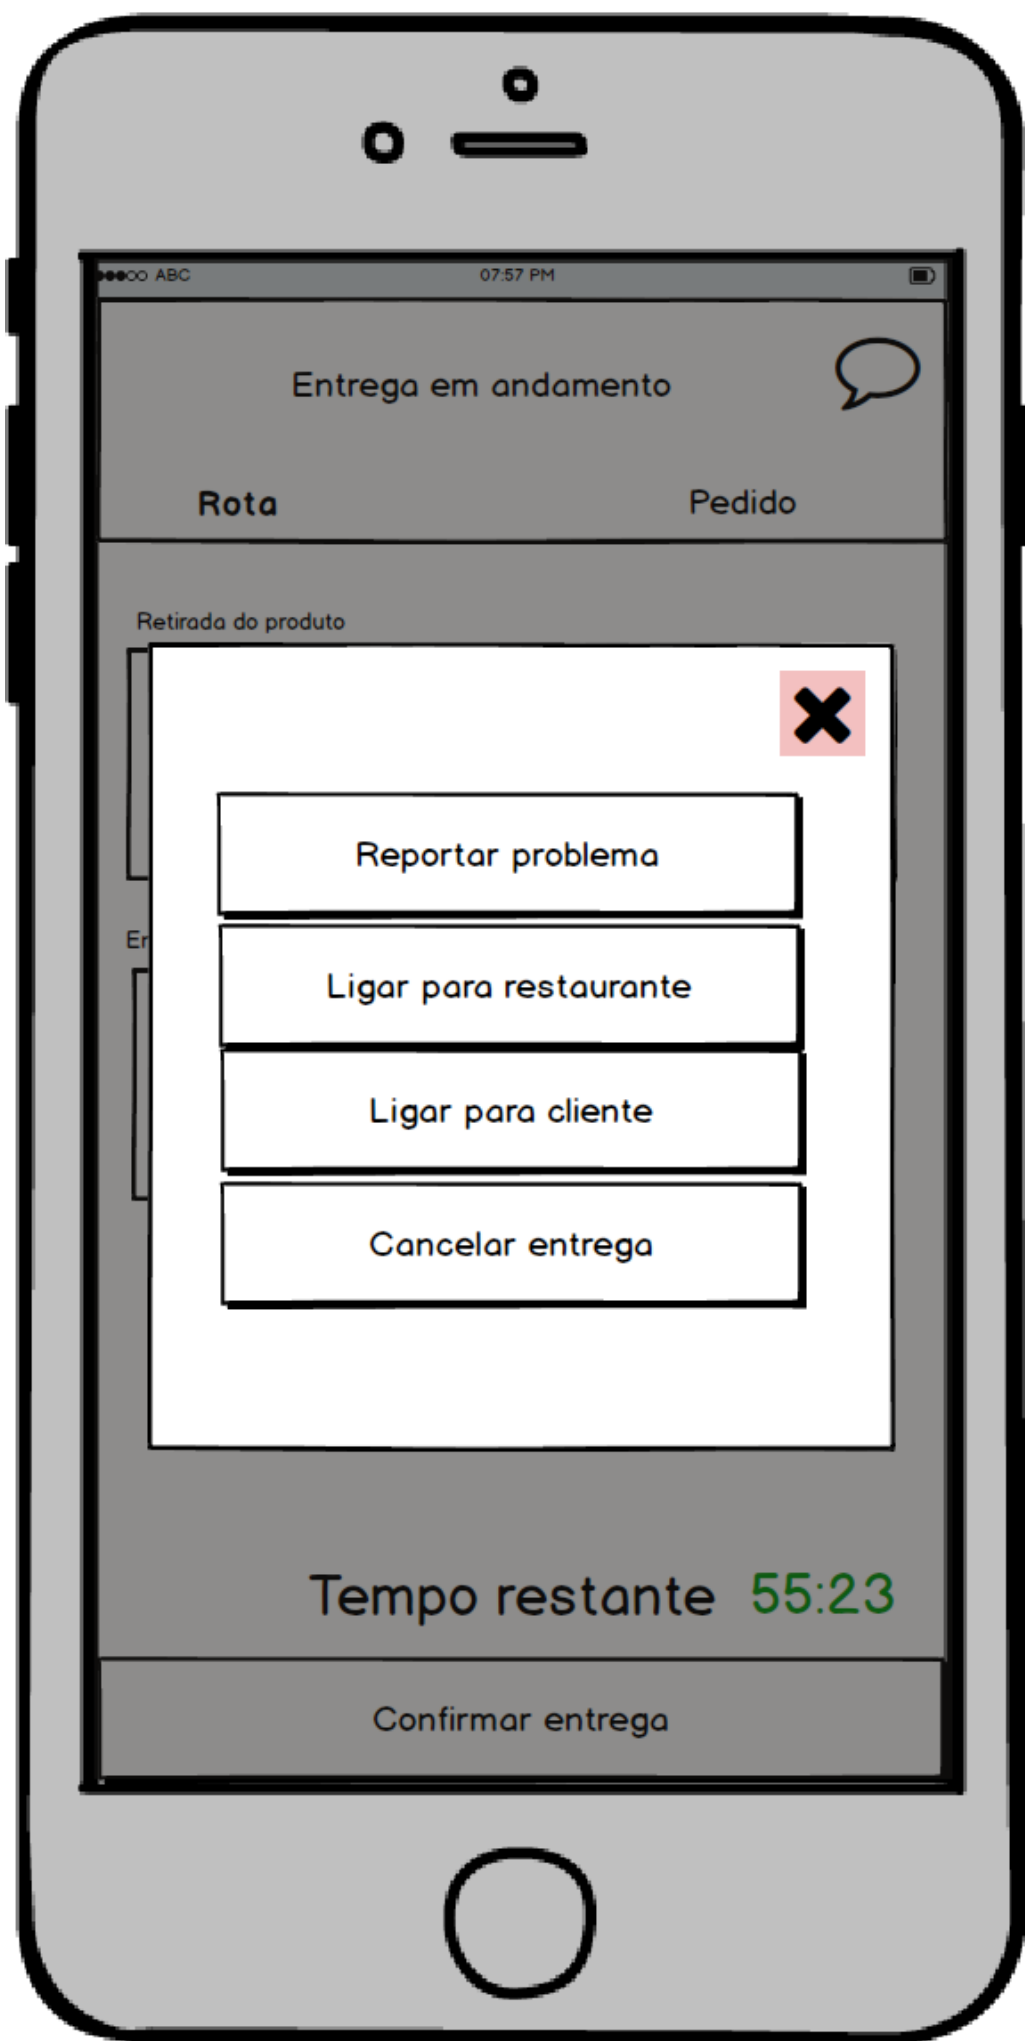 ABC 07:57 PM
Entrega em andamento
Rota Pedido
Retirada do produto
Reportar problema
Ligar para restaurante
Ligar para cliente
Cancelar entrega
Tempo restante 55:23
Confirmar entrega